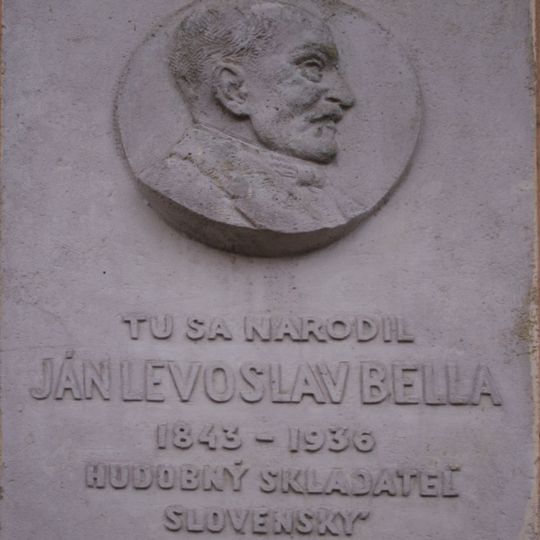 TU SA NARODIL
JÁN LEVOSLAV BELLA
1843 – 1936
HUDOBNÝ SKLADATEĽ
SLOVENSKÝ